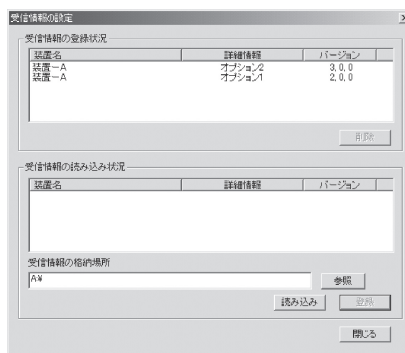 受信情報の設定
受信情報の登録状況
装置名 詳細情報 バージョン
装置－A オプション2 3,0,0
装置－A オプション1 2,0,0
削除
受信情報の読み込み状況
装置名 詳細情報 バージョン
受信情報の格納場所
A¥ 参照
読み込み 登録
閉じる